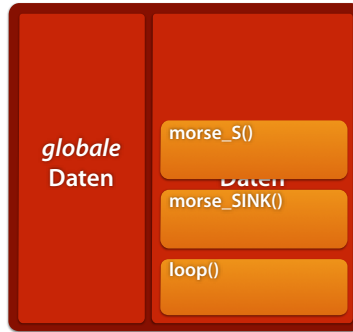 globale
Daten
morse_S()
Daten
morse_SINK()
loop()